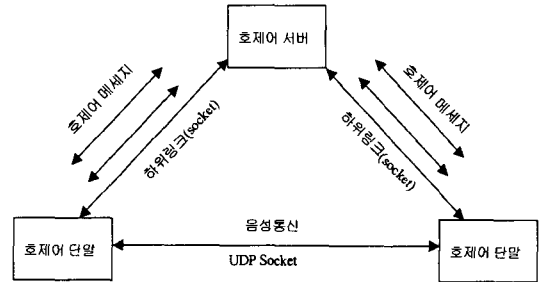 호제어 서버
호제어 메세지
하위링크(socket)
호제어 메세지
하위링크(socket)
호제어 단말
음성통신
UDP Socket
호제어 단말